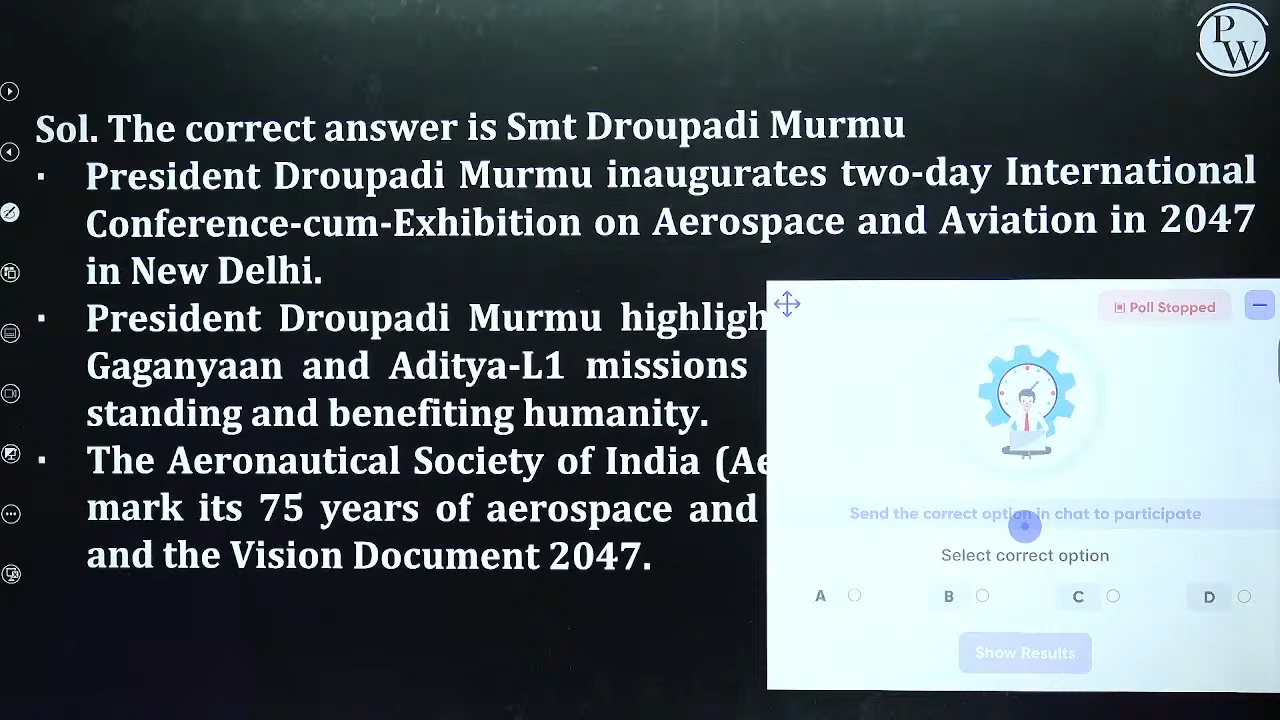 PW
Sol. The correct answer is Smt Droupadi Murmu
· President Droupadi Murmu inaugurates two-day International
Conference-cum-Exhibition on Aerospace and Aviation in 2047
in New Delhi.
· President Droupadi Murmu
Gaganyaan and Aditya-L1 missions
standing and benefiting humanity.
· The Aeronautical Society of India
mark its 75 years of aerospace and
and the Vision Document 2047.
Poll Stopped
Send the correct option in chat to participate
Select correct option
A B C D
Show Results